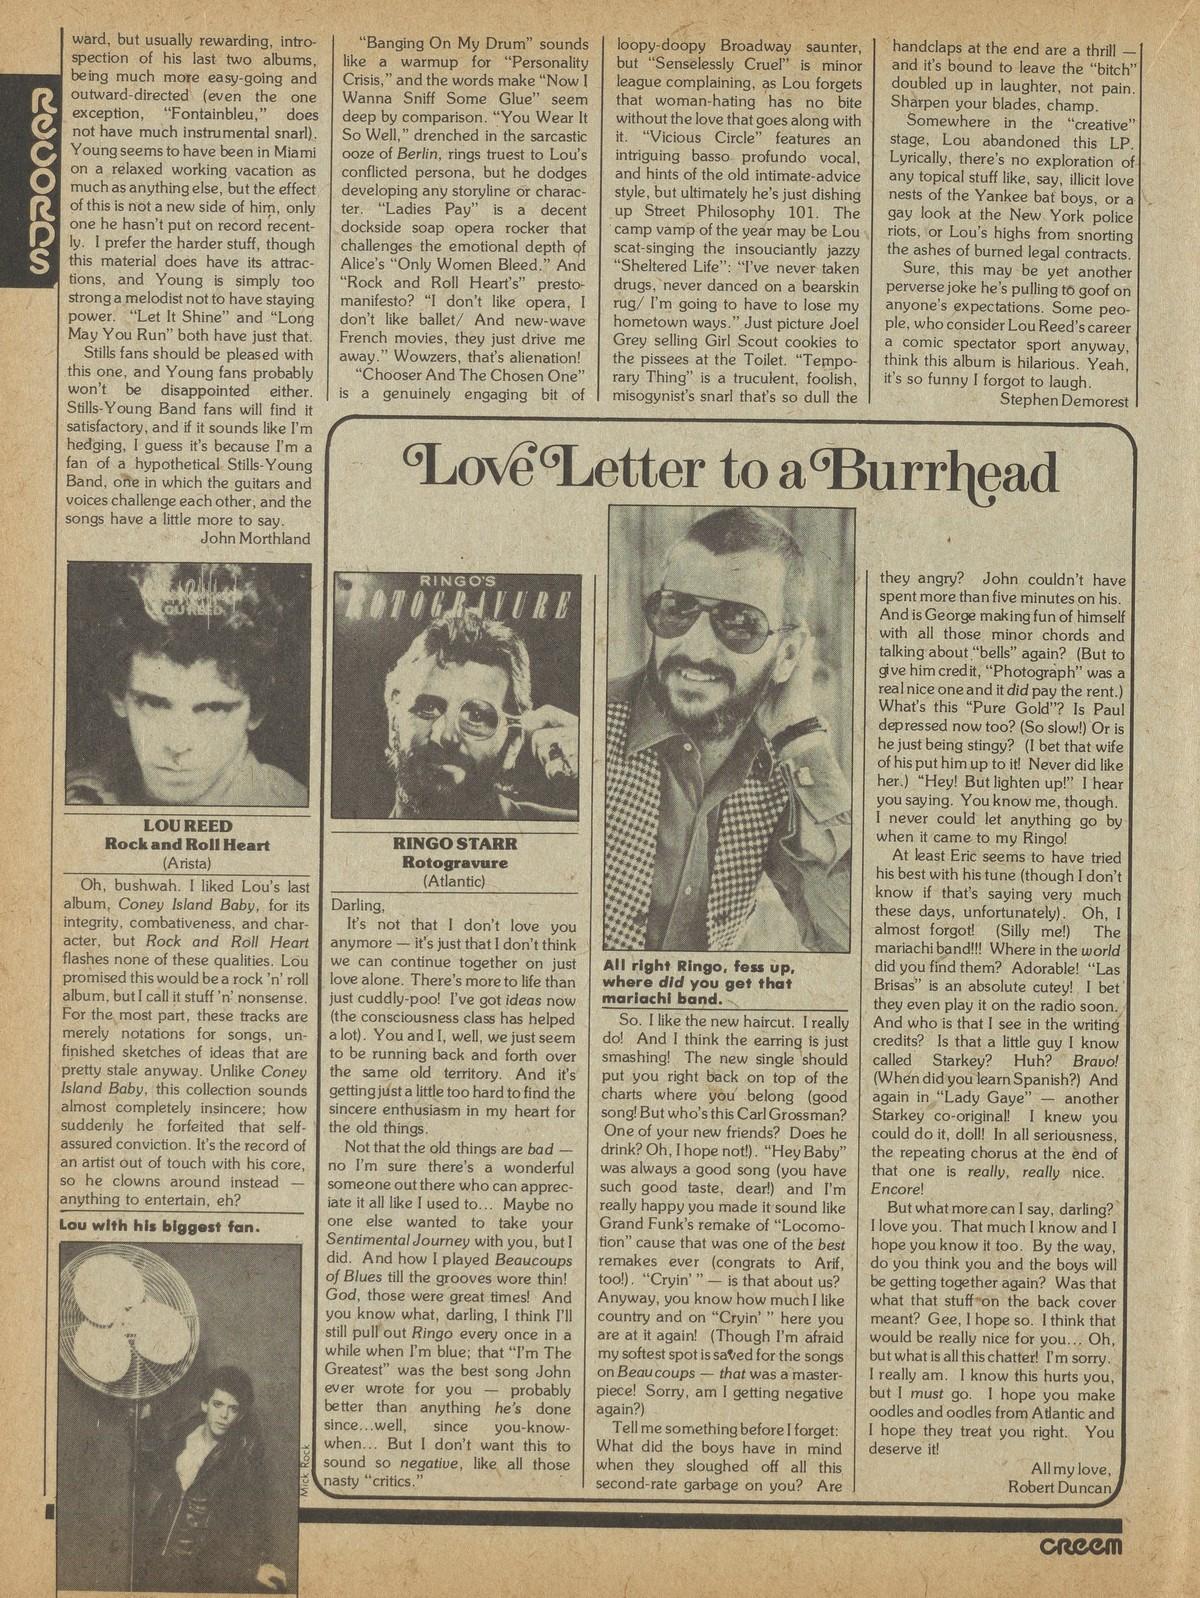 RECORDS
ward, but usually rewarding, intro-
spection of his last two albums,
being much more easy-going and
outward-directed (even the one
exception, “Fontainbleu,” does
not have much instrumental snarl).
Young seems to have been in Miami
on a relaxed working vacation as
much as anything else, but the effect
of this is not a new side of him, only
one he hasn’t put on record recent-
ly. I prefer the harder stuff, though
this material does have its attrac-
tions, and Young is simply too
strong a melodist not to have staying
power. “Let It Shine” and “Long
May You Run” both have just that.
Stills fans should be pleased with
this one, and Young fans probably
won’t be disappointed either.
Stills-Young Band fans will find it
satisfactory, and if it sounds like I’m
hedging, I guess it’s because I’m a
fan of a hypothetical Stills-Young
Band, one in which the guitars and
voices challenge each other, and the
songs have a little more to say.
John Morthland
LOU REED
LOU REED
Rock and Roll Heart
(Arista)
Oh, bushwah. I liked Lou’s last
album, Coney Island Baby, for its
integrity, combativeness, and char-
acter, but Rock and Roll Heart
flashes none of these qualities. Lou
promised this would be a rock ’n’ roll
album, but I call it stuff ’n’ nonsense.
For the most part, these tracks are
merely notations for songs, un-
finished sketches of ideas that are
pretty stale anyway. Unlike Coney
Island Baby, this collection sounds
almost completely insincere; how
suddenly he forfeited that self-
assured conviction. It’s the record of
an artist out of touch with his core,
so he clowns around instead —
anything to entertain, eh?
Lou with his biggest fan.
Mick Rock
“Banging On My Drum” sounds
like a warmup for “Personality
Crisis,” and the words make “Now I
Wanna Sniff Some Glue” seem
deep by comparison. “You Wear It
So Well,” drenched in the sarcastic
ooze of Berlin, rings truest to Lou’s
conflicted persona, but he dodges
developing any storyline or charac-
ter. “Ladies Pay” is a decent
dockside soap opera rocker that
challenges the emotional depth of
Alice’s “Only Women Bleed.” And
“Rock and Roll Heart’s” presto-
manifesto? “I don’t like opera, I
don’t like ballet/ And new-wave
French movies, they just drive me
away.” Wowzers, that’s alienation!
“Chooser And The Chosen One”
is a genuinely engaging bit of
loopy-doopy Broadway saunter,
but “Senselessly Cruel” is minor
league complaining, as Lou forgets
that woman-hating has no bite
without the love that goes along with
it. “Vicious Circle” features an
intriguing basso profundo vocal,
and hints of the old intimate-advice
style, but ultimately he’s just dishing
up Street Philosophy 101. The
camp vamp of the year may be Lou
scat-singing the insouciantly jazzy
“Sheltered Life”: “I’ve never taken
drugs, never danced on a bearskin
rug/ I’m going to have to lose my
hometown ways.” Just picture Joel
Grey selling Girl Scout cookies to
the pissees at the Toilet. “Tempo-
rary Thing” is a truculent, foolish,
misogynist’s snarl that’s so dull the
handclaps at the end are a thrill —
and it’s bound to leave the “bitch”
doubled up in laughter, not pain.
Sharpen your blades, champ.
Somewhere in the “creative”
stage, Lou abandoned this LP.
Lyrically, there’s no exploration of
any topical stuff like, say, illicit love
nests of the Yankee bat boys, or a
gay look at the New York police
riots, or Lou’s highs from snorting
the ashes of burned legal contracts.
Sure, this may be yet another
perverse joke he’s pulling to goof on
anyone’s expectations. Some peo-
ple, who consider Lou Reed’s career
a comic spectator sport anyway,
think this album is hilarious. Yeah,
it’s so funny I forgot to laugh.
Stephen Demorest
Love Letter to a Burrhead
RINGO’S
ROTOGRAVURE
RINGO STARR
Rotogravure
(Atlantic)
Darling,
It’s not that I don’t love you
anymore — it’s just that I don’t think
we can continue together on just
love alone. There’s more to life than
just cuddly-poo! I’ve got ideas now
(the consciousness class has helped
a lot). You and I, well, we just seem
to be running back and forth over
the same old territory. And it’s
getting just a little too hard to find the
sincere enthusiasm in my heart for
the old things.
Not that the old things are bad —
no I’m sure there’s a wonderful
someone out there who can apprec-
iate it all like I used to... Maybe no
one else wanted to take your
Sentimental Journey with you, but I
did. And how I played Beaucoups
of Blues till the grooves wore thin!
God, those were great times! And
you know what, darling, I think I’ll
still pull out Ringo every once in a
while when I’m blue; that “I’m The
Greatest” was the best song John
ever wrote for you — probably
better than anything he’s done
since...well, since you-know-
when... But I don’t want this to
sound so negative, like all those
nasty “critics.”
All right Ringo, fess up,
where did you get that
mariachi band.
So. I like the new haircut. I really
do! And I think the earring is just
smashing! The new single should
put you right back on top of the
charts where you belong (good
song! But who’s this Carl Grossman?
One of your new friends? Does he
drink? Oh, I hope not!). “Hey Baby”
was always a good song (you have
such good taste, dear!) and I’m
really happy you made it sound like
Grand Funk’s remake of “Locomo-
tion” cause that was one of the best
remakes ever (congrats to Arif,
too!). “Cryin’ ” — is that about us?
Anyway, you know how much I like
country and on “Cryin’ ” here you
are at it again! (Though I’m afraid
my softest spot is saved for the songs
on Beaucoups — that was a master-
piece! Sorry, am I getting negative
again?)
Tell me something before I forget:
What did the boys have in mind
when they sloughed off all this
second-rate garbage on you? Are
they angry? John couldn’t have
spent more than five minutes on his.
And is George making fun of himself
with all those minor chords and
talking about “bells” again? (But to
give him credit, “Photograph” was a
real nice one and it did pay the rent.)
What’s this “Pure Gold”? Is Paul
depressed now too? (So slow!) Or is
he just being stingy? (I bet that wife
of his put him up to it! Never did like
her.) “Hey! But lighten up!” I hear
you saying. You know me, though.
I never could let anything go by
when it came to my Ringo!
At least Eric seems to have tried
his best with his tune (though I don’t
know if that’s saying very much
these days, unfortunately). Oh, I
almost forgot! (Silly me!) The
mariachi band!!! Where in the world
did you find them? Adorable! “Las
Brisas” is an absolute cutey! I bet
they even play it on the radio soon.
And who is that I see in the writing
credits? Is that a little guy I know
called Starkey? Huh? Bravo!
(When did you learn Spanish?) And
again in “Lady Gaye” — another
Starkey co-original! I knew you
could do it, doll! In all seriousness,
the repeating chorus at the end of
that one is really, really nice.
Encore!
But what more can I say, darling?
I love you. That much I know and I
hope you know it too. By the way,
do you think you and the boys will
be getting together again? Was that
what that stuff on the back cover
meant? Gee, I hope so. I think that
would be really nice for you... Oh,
but what is all this chatter! I’m sorry.
I really am. I know this hurts you,
but I must go. I hope you make
oodles and oodles from Atlantic and
I hope they treat you right. You
deserve it!
All my love,
Robert Duncan
CREEM